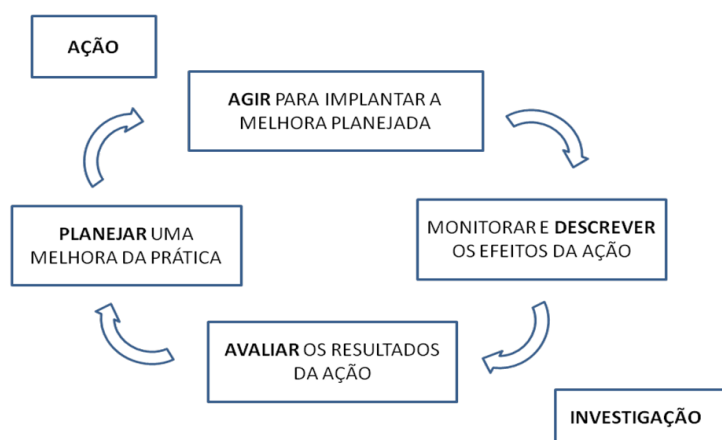 AÇÃO
AGIR PARA IMPLANTAR A
MELHORA PLANEJADA
PLANEJAR UMA
MELHORA DA PRÁTICA
MONITORAR E DESCREVER
OS EFEITOS DA AÇÃO
AVALIAR OS RESULTADOS
DA AÇÃO
INVESTIGAÇÃO